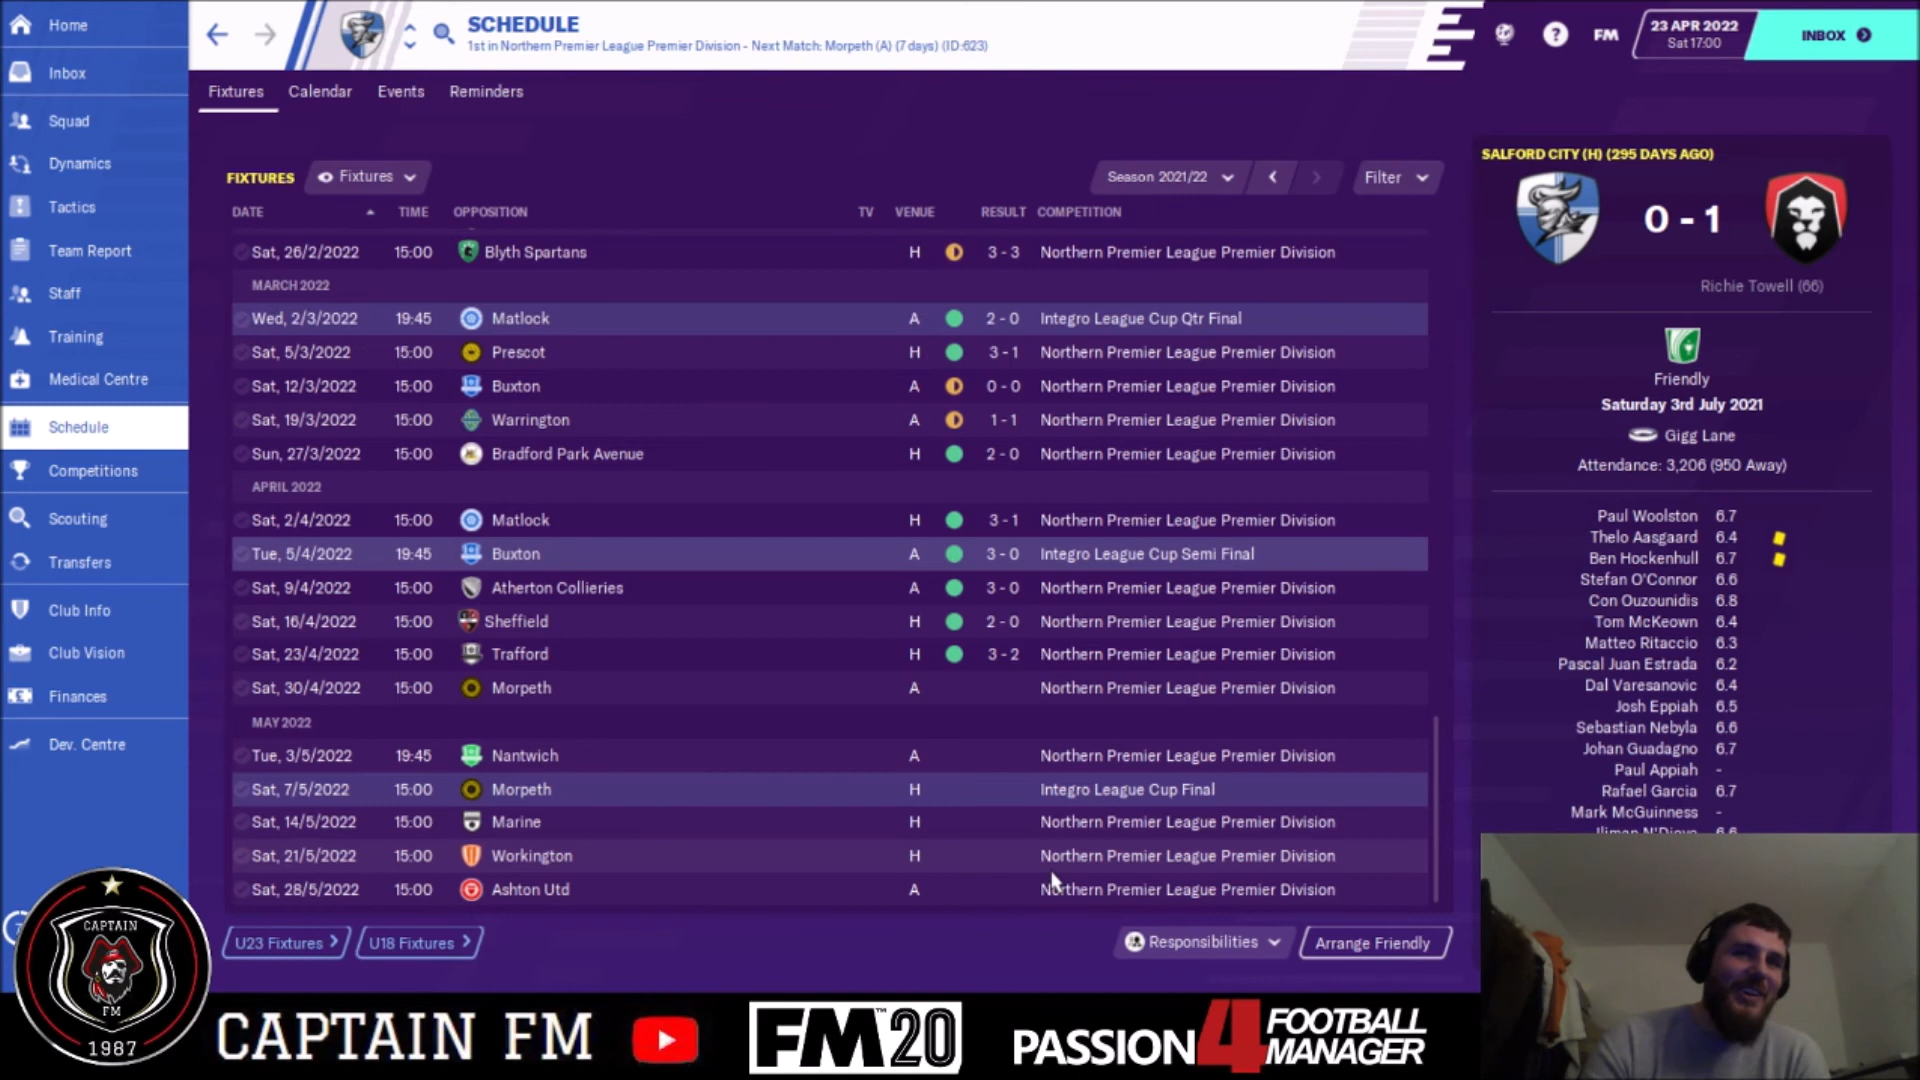 Home
Inbox
Squad
Dynamics
Tactics
Team Report
Staff
Training
Medical Centre
Schedule
Competitions
Scouting
Transfers
Club Info
Club Vision
Finances
Dev. Centre
SCHEDULE
1st in Northern Premier League Premier Division - Next Match: Morpeth (A) (7 days) (ID:623)
? FM 23 APR 2022
Sat 17:00
INBOX
Fixtures Calendar Events Reminders
FIXTURES Fixtures Season 2021/22 Filter
DATE TIME OPPOSITION TV VENUE RESULT COMPETITION
Sat, 26/2/2022 15:00 Blyth Spartans H 3 - 3 Northern Premier League Premier Division
MARCH 2022
Wed, 2/3/2022 19:45 Matlock A 2 - 0 Integro League Cup Qtr Final
Sat, 5/3/2022 15:00 Prescot H 3 - 1 Northern Premier League Premier Division
Sat, 12/3/2022 15:00 Buxton A 0 - 0 Northern Premier League Premier Division
Sat, 19/3/2022 15:00 Warrington A 1 - 1 Northern Premier League Premier Division
Sun, 27/3/2022 15:00 Bradford Park Avenue H 2 - 0 Northern Premier League Premier Division
APRIL 2022
Sat, 2/4/2022 15:00 Matlock H 3 - 1 Northern Premier League Premier Division
Tue, 5/4/2022 19:45 Buxton A 3 - 0 Integro League Cup Semi Final
Sat, 9/4/2022 15:00 Atherton Collieries A 3 - 0 Northern Premier League Premier Division
Sat, 16/4/2022 15:00 Sheffield H 2 - 0 Northern Premier League Premier Division
Sat, 23/4/2022 15:00 Trafford H 3 - 2 Northern Premier League Premier Division
Sat, 30/4/2022 15:00 Morpeth A Northern Premier League Premier Division
MAY 2022
Tue, 3/5/2022 19:45 Nantwich A Northern Premier League Premier Division
Sat, 7/5/2022 15:00 Morpeth H Integro League Cup Final
Sat, 14/5/2022 15:00 Marine H Northern Premier League Premier Division
Sat, 21/5/2022 15:00 Workington H Northern Premier League Premier Division
Sat, 28/5/2022 15:00 Ashton Utd A Northern Premier League Premier Division
U23 Fixtures U18 Fixtures Responsibilities Arrange Friendly
SALFORD CITY (H) (295 DAYS AGO)
0 - 1
Richie Towell (66)
Friendly
Saturday 3rd July 2021
Gigg Lane
Attendance: 3,206 (950 Away)
Paul Woolston 6.7
Thelo Aasgaard 6.4
Ben Hockenhull 6.7
Stefan O'Connor 6.6
Con Ouzounidis 6.8
Tom McKeown 6.4
Matteo Ritaccio 6.3
Pascal Juan Estrada 6.2
Dal Varesanovic 6.4
Josh Eppiah 6.5
Sebastian Nebyla 6.6
Johan Guadagno 6.7
Paul Appiah -
Rafael Garcia 6.7
Mark McGuinness -
CAPTAIN
FM
1987
CAPTAIN FM
FM™20
PASSION 4 FOOTBALL MANAGER